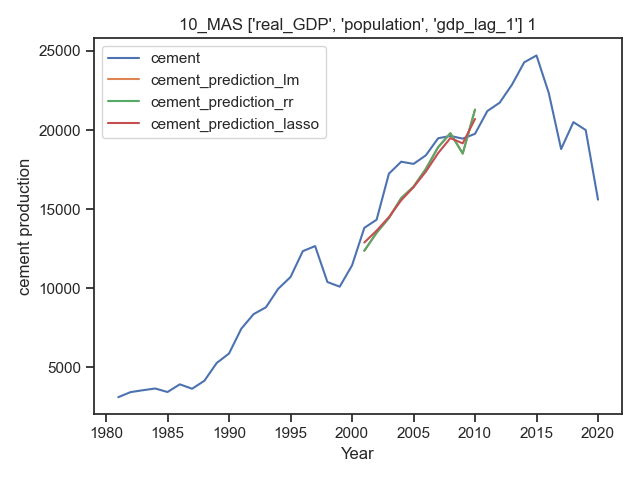 10_MAS ['real_GDP', 'population', 'gdp_lag_1'] 1
cement
cement_prediction_lm
cement_prediction_rr
cement_prediction_lasso
25000
20000
15000
10000
5000
cement production
1980 1985 1990 1995 2000 2005 2010 2015 2020
Year